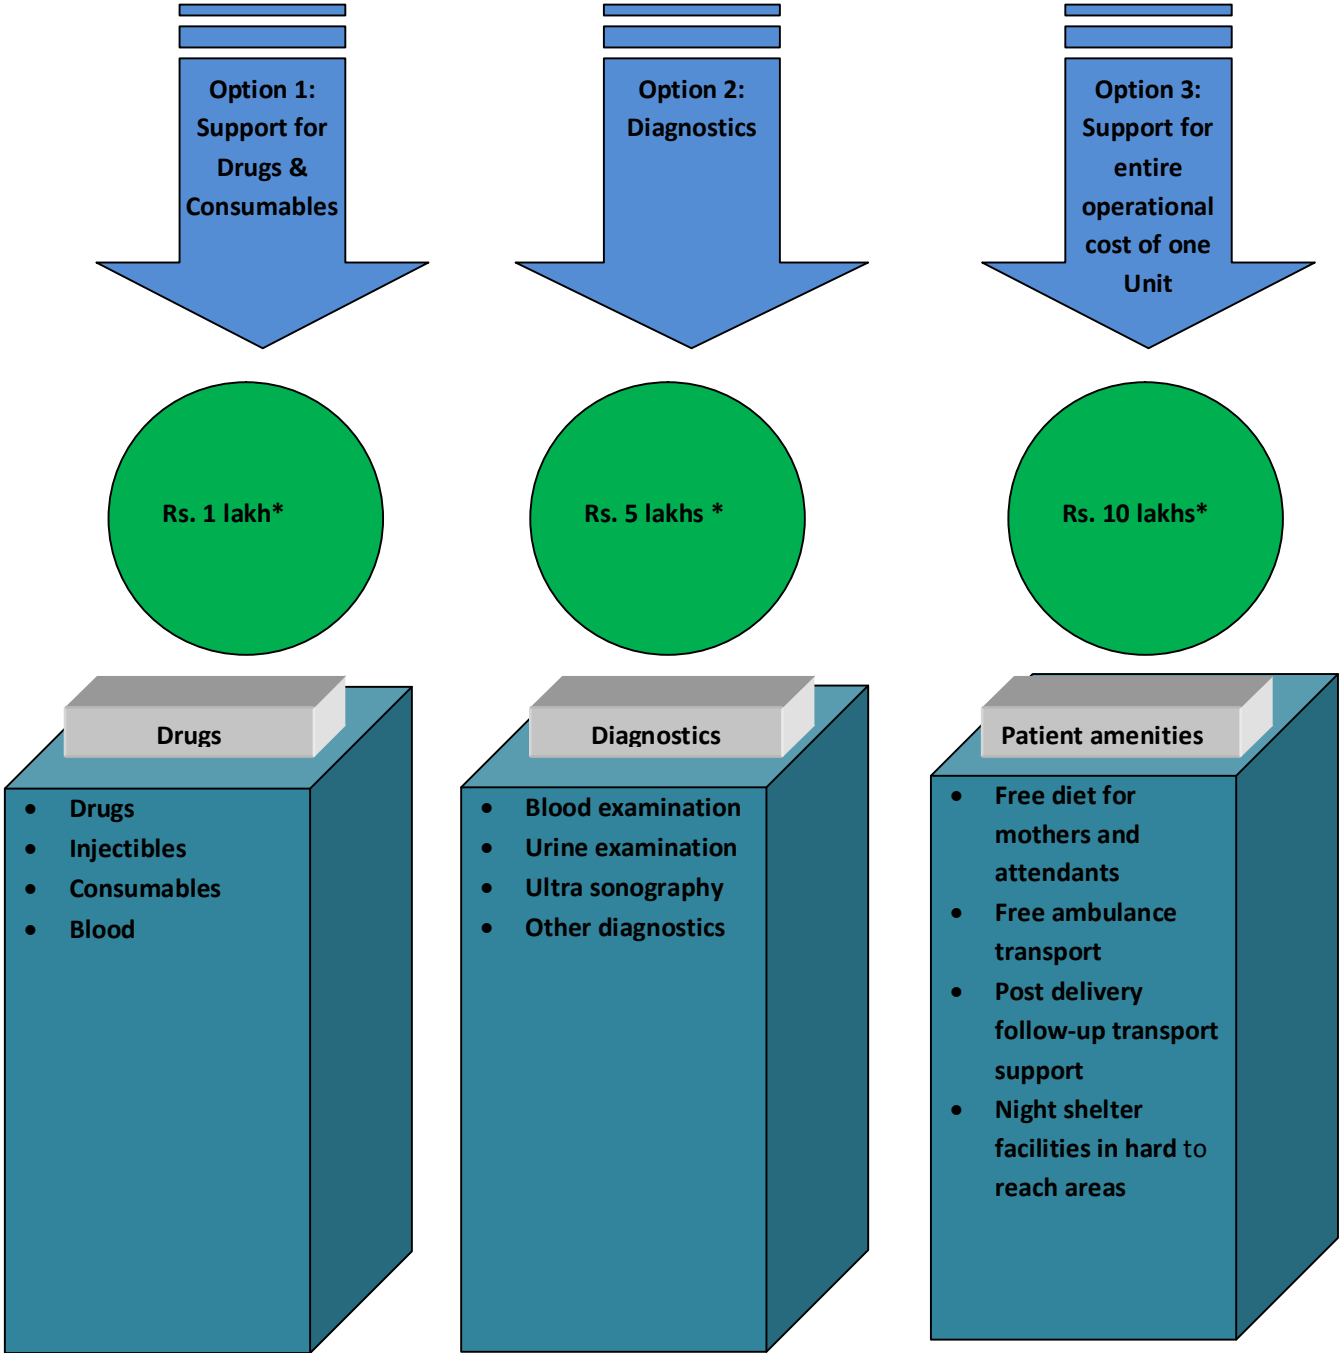 Option 1:
Support for
Drugs &
Consumables
Option 2:
Diagnostics
Option 3:
Support for
entire
operational
cost of one
Unit
Rs. 1 lakh*
Rs. 5 lakhs *
Rs. 10 lakhs*
Drugs
• Drugs
• Injectibles
• Consumables
• Blood
Diagnostics
• Blood examination
• Urine examination
• Ultra sonography
• Other diagnostics
Patient amenities
• Free diet for
mothers and
attendants
• Free ambulance
transport
• Post delivery
follow-up transport
support
• Night shelter
facilities in hard to
reach areas